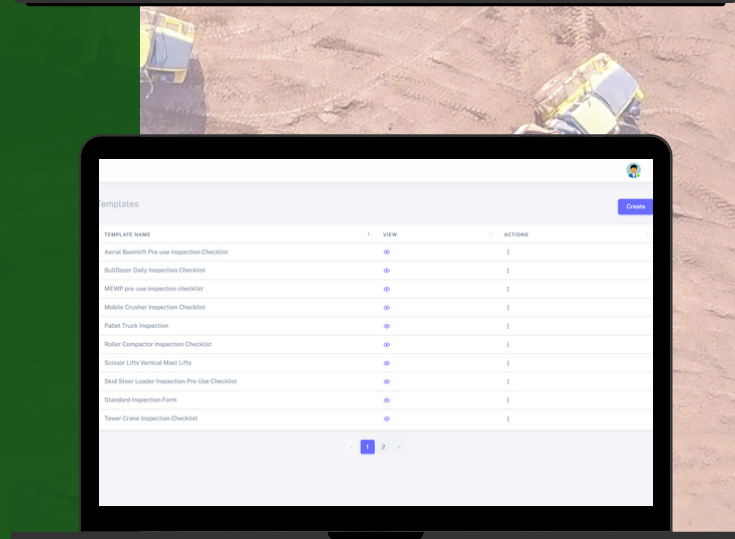 Templates
Create
TEMPLATE NAME VIEW ACTIONS
Aerial Boomlift Pre-use Inspection Checklist
BullDozer Daily Inspection Checklist
MEWP pre-use inspection checklist
Mobile Crusher Inspection Checklist
Pallet Truck Inspection
Roller Compactor Inspection Checklist
Scissor Lifts Vertical Mast Lifts
Skid Steer Loader Inspection Pre-Use Checklist
Standard Inspection Form
Tower Crane Inspection Checklist
1 2